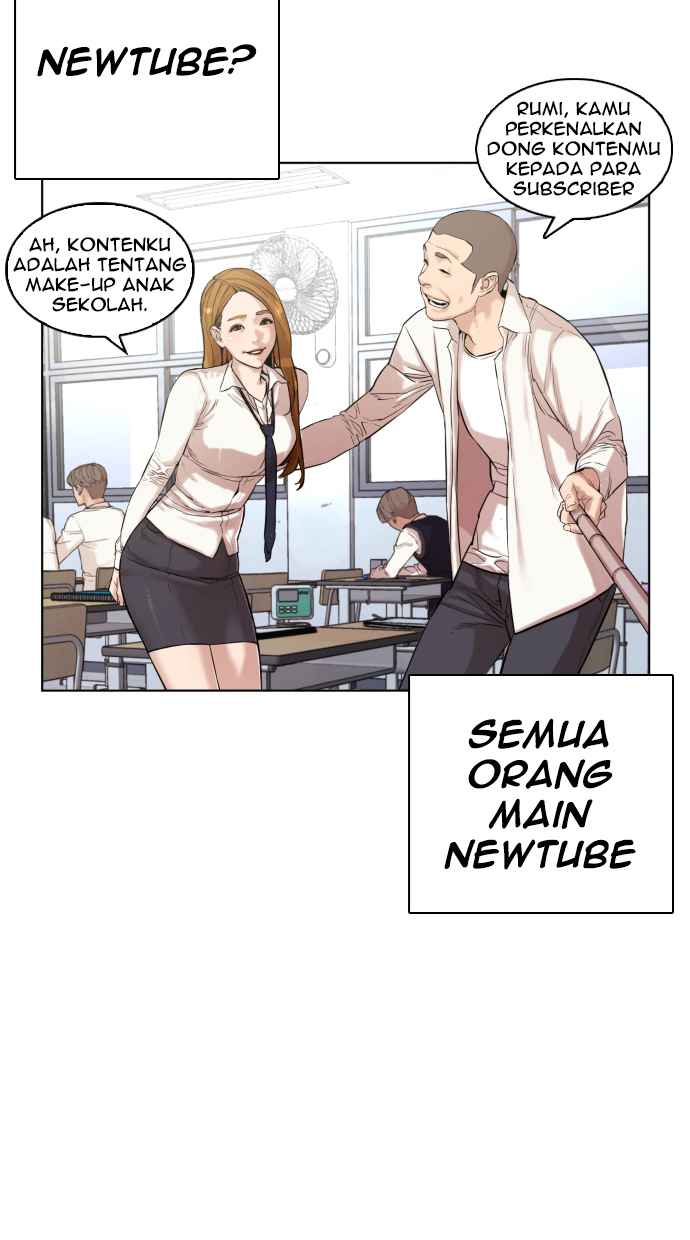 NEWTUBE?
RUMI, KAMU
PERKENALKAN
DONG KONTENMU
KEPADA PARA
SUBSCRIBER
AH, KONTENKU
ADALAH TENTANG
MAKE-UP ANAK
SEKOLAH.
SEMUA
ORANG
MAIN
NEWTUBE